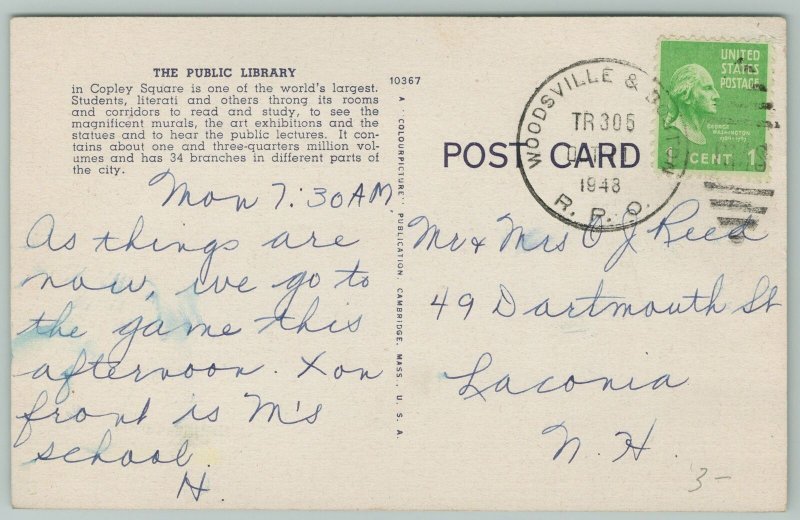 THE PUBLIC LIBRARY
in Copley Square is one of the world's largest.
Students, literati and others throng its rooms
and corridors to read and study, to see the
magnificent murals, the art exhibitions and the
statues and to hear the public lectures. It con-
tains about one and three-quarters million vol-
umes and has 34 branches in different parts of
the city.
Mon 7:30AM
As things are
now, we go to
the game this
afternoon. X on
front is M's
school.
H.
10367
A "COLOURPICTURE" PUBLICATION, CAMBRIDGE, MASS., U. S. A.
POST CARD
WOODSVILLE &
TR 305
1948
R. P. O.
UNITED
STATES
POSTAGE
GEORGE
WASHINGTON
1 CENT 1
Mr & Mrs O J Reed
49 Dartmouth St
Laconia
N. H.
3-